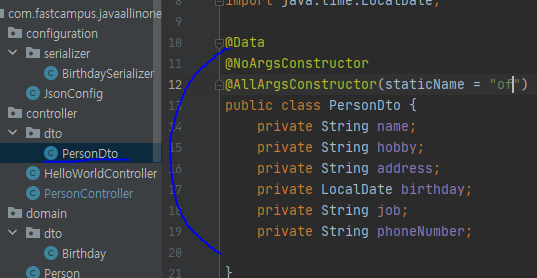 com.fastcampus.javaallinone
configuration
serializer
BirthdaySerializer
JsonConfig
controller
dto
PersonDto
HelloWorldController
PersonController
domain
dto
Birthday
Person
8 import java.time.LocalDate;
9
10 @Data
11 @NoArgsConstructor
12 @AllArgsConstructor(staticName = "of")
13 public class PersonDto {
14 private String name;
15 private String hobby;
16 private String address;
17 private LocalDate birthday;
18 private String job;
19 private String phoneNumber;
20
21 }